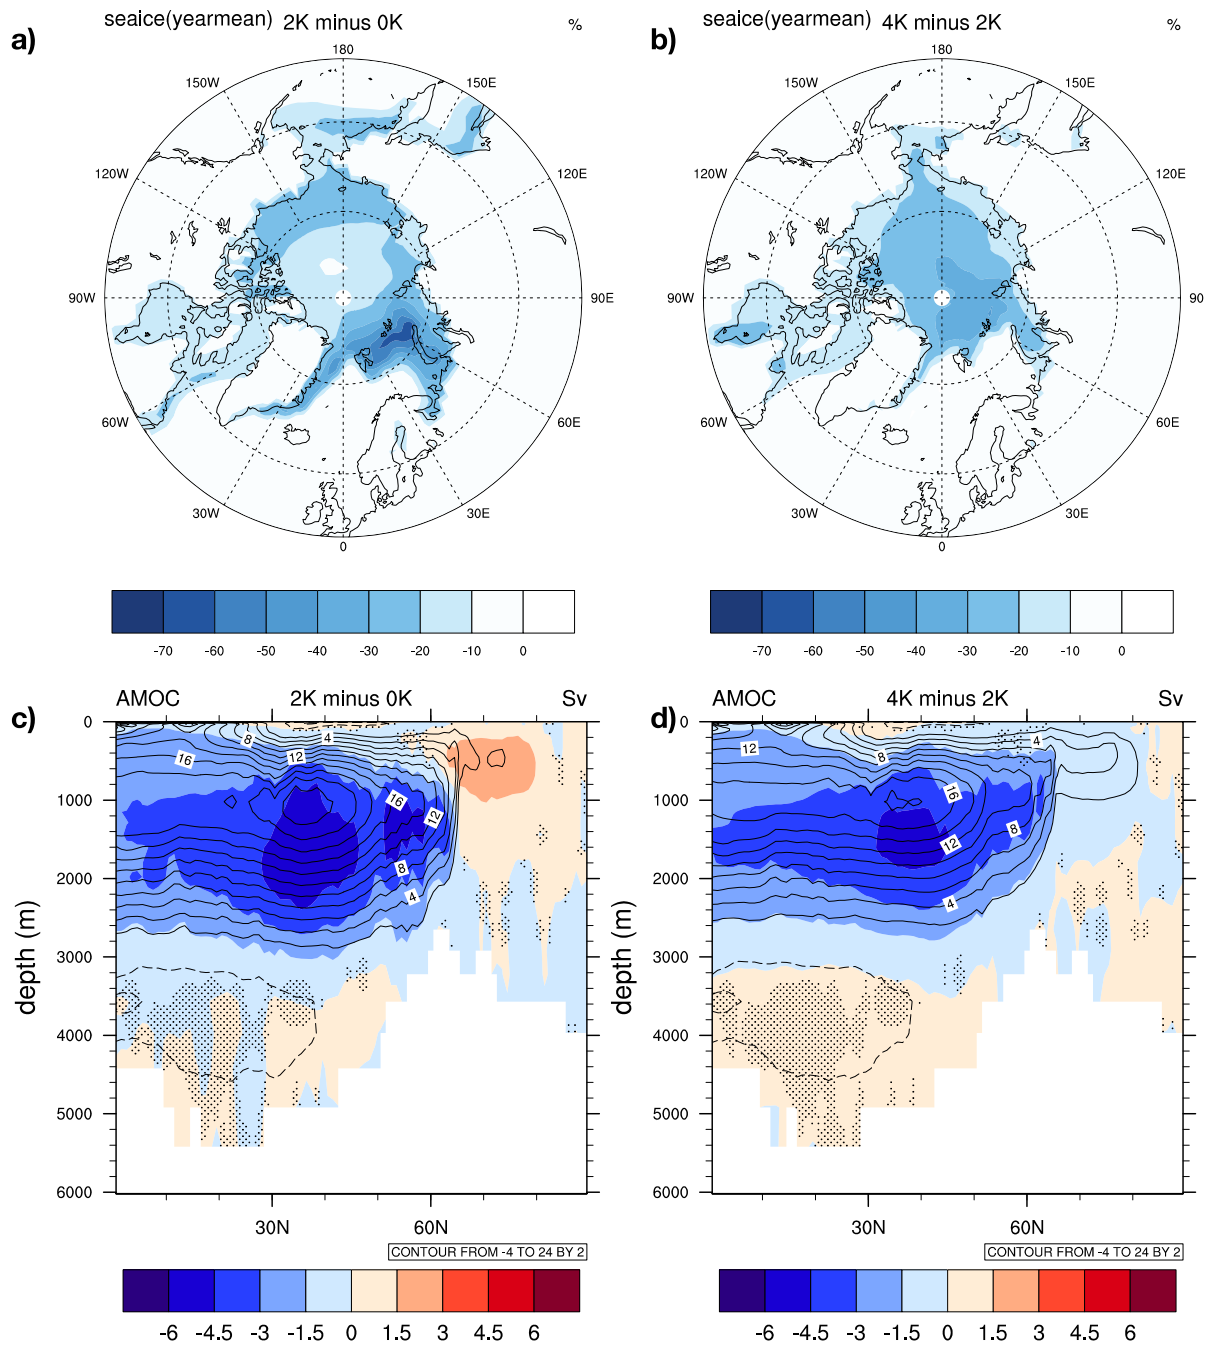 a) seaice(yearmean) 2K minus 0K %
180
150W 150E
120W 120E
90W 90E
60W 60E
30W 30E
0
-70 -60 -50 -40 -30 -20 -10 0
b) seaice(yearmean) 4K minus 2K %
180
150W 150E
120W 120E
90W 90
60W 60E
30W 30E
0
-70 -60 -50 -40 -30 -20 -10 0
c) AMOC 2K minus 0K Sv
depth (m)
0
1000
2000
3000
4000
5000
6000
8 4
16 12
16
12
8
4
30N 60N
CONTOUR FROM -4 TO 24 BY 2
-6 -4.5 -3 -1.5 0 1.5 3 4.5 6
d) AMOC 4K minus 2K Sv
depth (m)
0
1000
2000
3000
4000
5000
6000
12 8 4
16
8
12
4
30N 60N
CONTOUR FROM -4 TO 24 BY 2
-6 -4.5 -3 -1.5 0 1.5 3 4.5 6